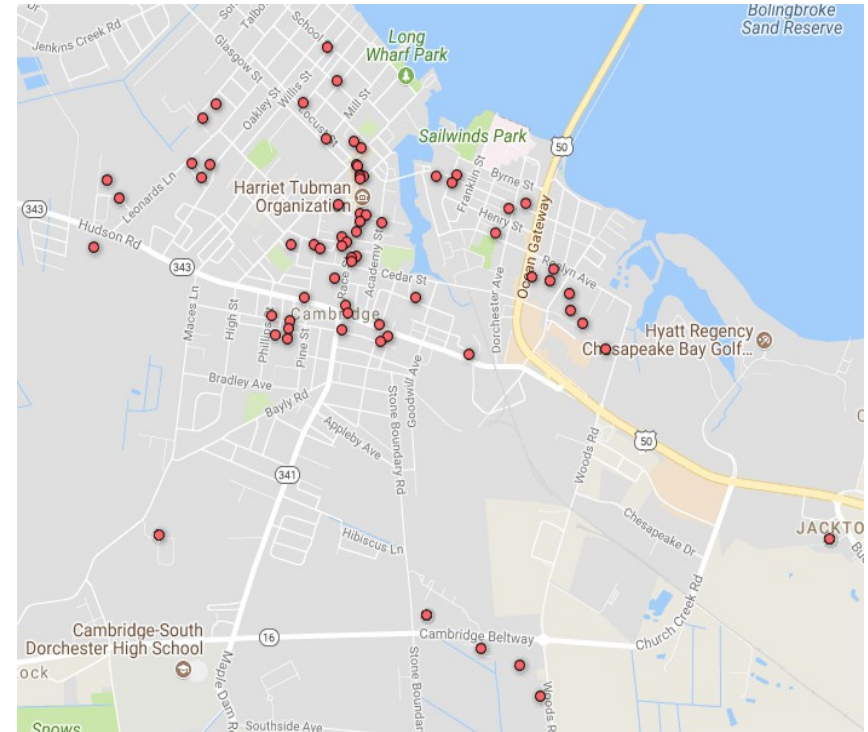 Jenkins Creek Rd
Talbo
School
Glasgow St
Willis St
Oakley St
Mill St
Locust
Long
Wharf Park
Bolingbroke
Sand Reserve
Sailwinds Park
50
Leonards Ln
Harriet Tubman
Organization
Franklin St
Byrne St
Henry St
343
Hudson Rd
343
Academy St
Race S
Cedar St
Ocean Gateway
Dorchester Ave
Roslyn Ave
Maces Ln
High St
Phillips
Pine St
Cambridge
Hyatt Regency
Chesapeake Bay Golf...
Bradley Ave
Bayly Rd
Goodwill Ave
Stone Boundary Rd
Appleby Ave
50
Woods Rd
341
Chesapeake Dr
JACKTO
Hibiscus Ln
Church Creek Rd
Cambridge-South
Dorchester High School
16
Cambridge Beltway
ock
Maple Dam R
Stone Boundar
Woods R
Snows
Southside Ave